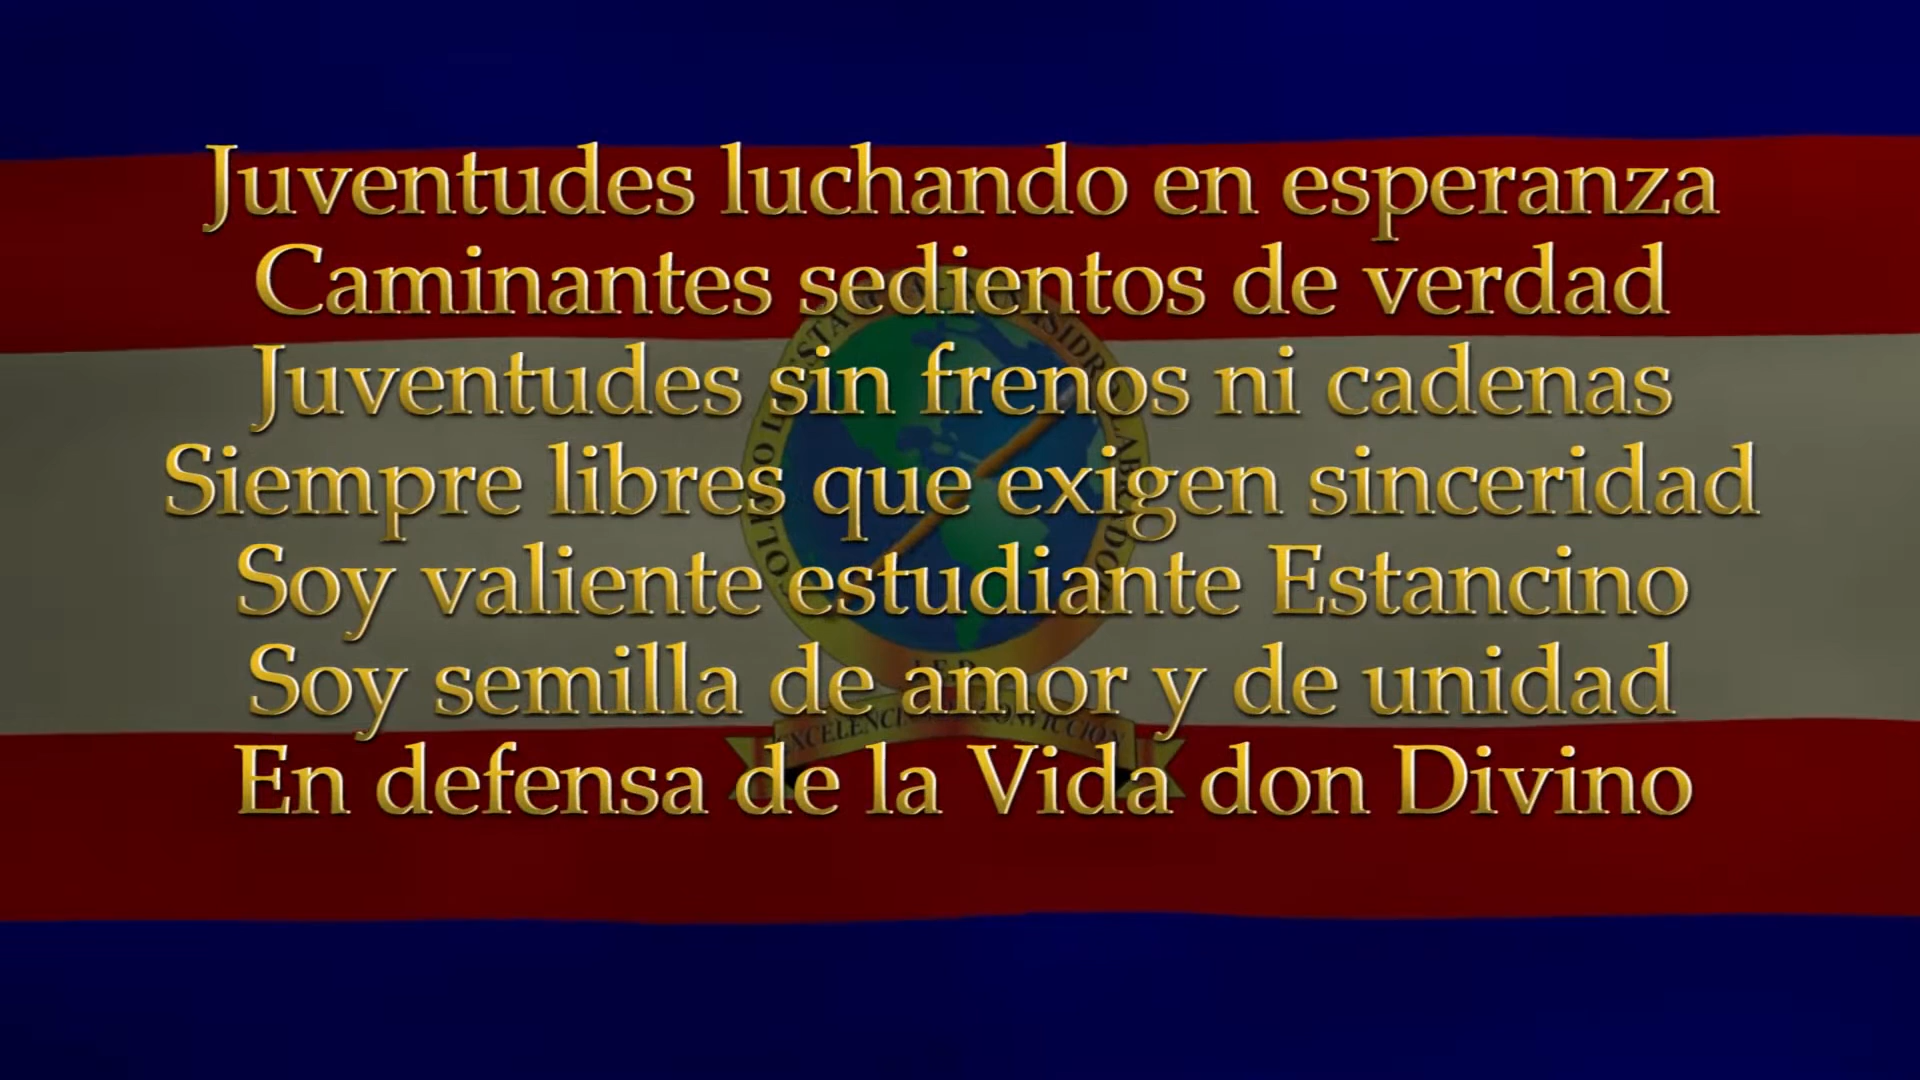 Juventudes luchando en esperanza
Caminantes sedientos de verdad
Juventudes sin frenos ni cadenas
Siempre libres que exigen sinceridad
Soy valiente estudiante Estancino
Soy semilla de amor y de unidad
En defensa de la Vida don Divino
I.E.D.
CONVICCION